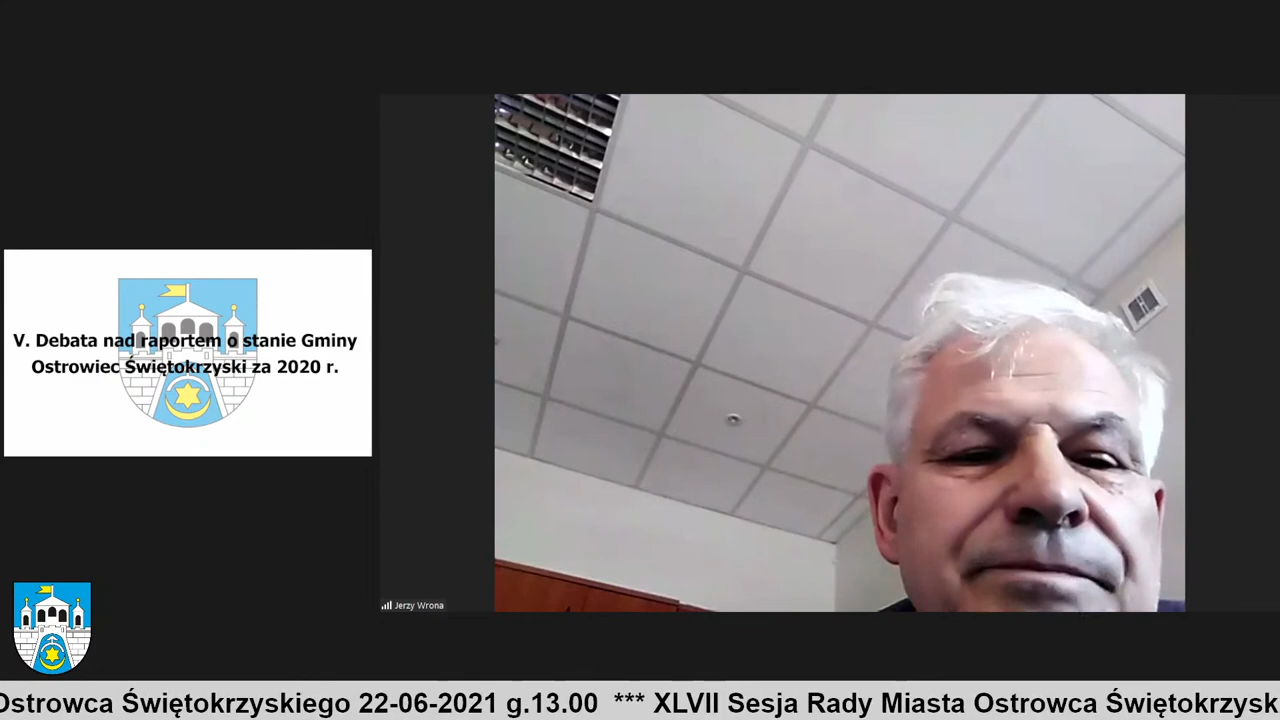 V. Debata nad raportem o stanie Gminy
Ostrowiec Świętokrzyski za 2020 r.
Jerzy Wrona
Ostrowca Świętokrzyskiego 22-06-2021 g.13.00 *** XLVII Sesja Rady Miasta Ostrowca Świętokrzysk